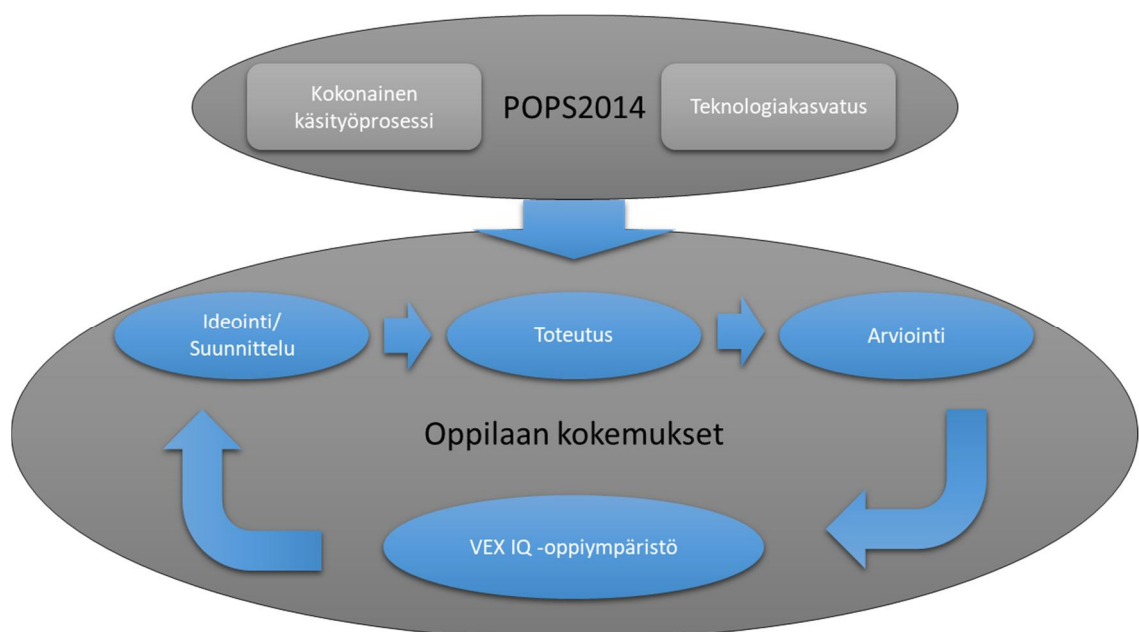 Kokonainen
käsityöprosessi
POPS2014
Teknologiakasvatus
Ideointi/
Suunnittelu
Toteutus
Arviointi
Oppilaan kokemukset
VEX IQ -oppiympäristö